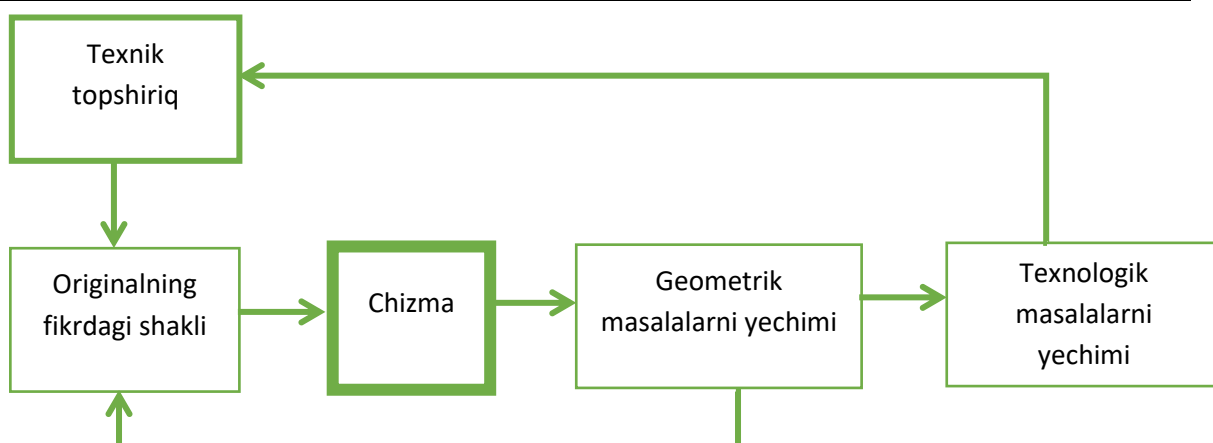 Texnik
topshiriq
Originalning
fikrdagi shakli
Chizma
Geometrik
masalalarni yechimi
Texnologik
masalalarni
yechimi